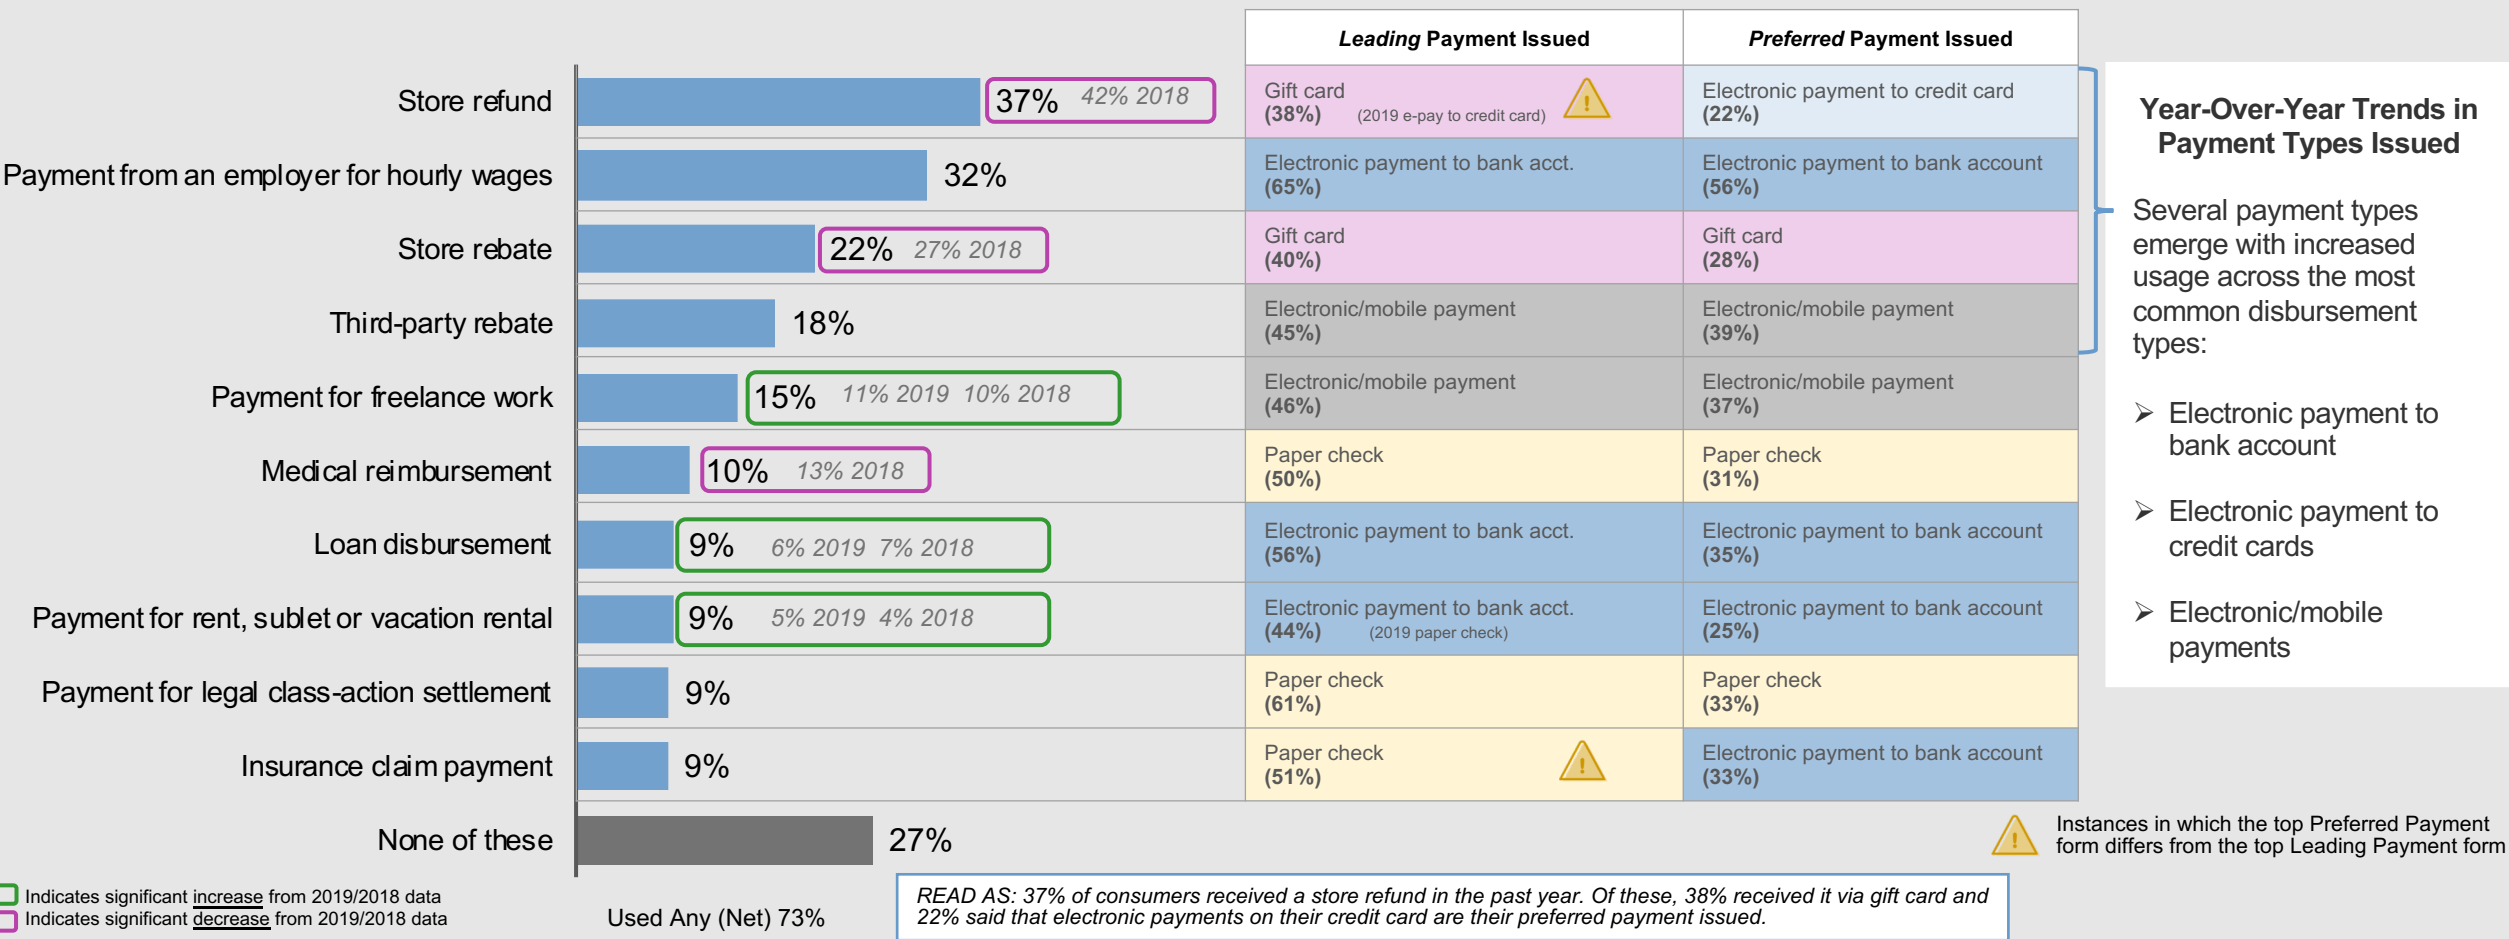 Leading Payment Issued
Preferred Payment Issued
Store refund
37% 42% 2018
Gift card
(38%) (2019 e-pay to credit card)
Electronic payment to credit card
(22%)
Payment from an employer for hourly wages
32%
Electronic payment to bank acct.
(65%)
Electronic payment to bank account
(56%)
Store rebate
22% 27% 2018
Gift card
(40%)
Gift card
(28%)
Third-party rebate
18%
Electronic/mobile payment
(45%)
Electronic/mobile payment
(39%)
Payment for freelance work
15% 11% 2019 10% 2018
Electronic/mobile payment
(46%)
Electronic/mobile payment
(37%)
Medical reimbursement
10% 13% 2018
Paper check
(50%)
Paper check
(31%)
Loan disbursement
9% 6% 2019 7% 2018
Electronic payment to bank acct.
(56%)
Electronic payment to bank account
(35%)
Payment for rent, sublet or vacation rental
9% 5% 2019 4% 2018
Electronic payment to bank acct.
(44%) (2019 paper check)
Electronic payment to bank account
(25%)
Payment for legal class-action settlement
9%
Paper check
(61%)
Paper check
(33%)
Insurance claim payment
9%
Paper check
(51%)
Electronic payment to bank account
(33%)
None of these
27%
Year-Over-Year Trends in
Payment Types Issued
Several payment types
emerge with increased
usage across the most
common disbursement
types:
➢ Electronic payment to
bank account
➢ Electronic payment to
credit cards
➢ Electronic/mobile
payments
! Instances in which the top Preferred Payment
form differs from the top Leading Payment form
Indicates significant increase from 2019/2018 data
Indicates significant decrease from 2019/2018 data
Used Any (Net) 73%
READ AS: 37% of consumers received a store refund in the past year. Of these, 38% received it via gift card and
22% said that electronic payments on their credit card are their preferred payment issued.